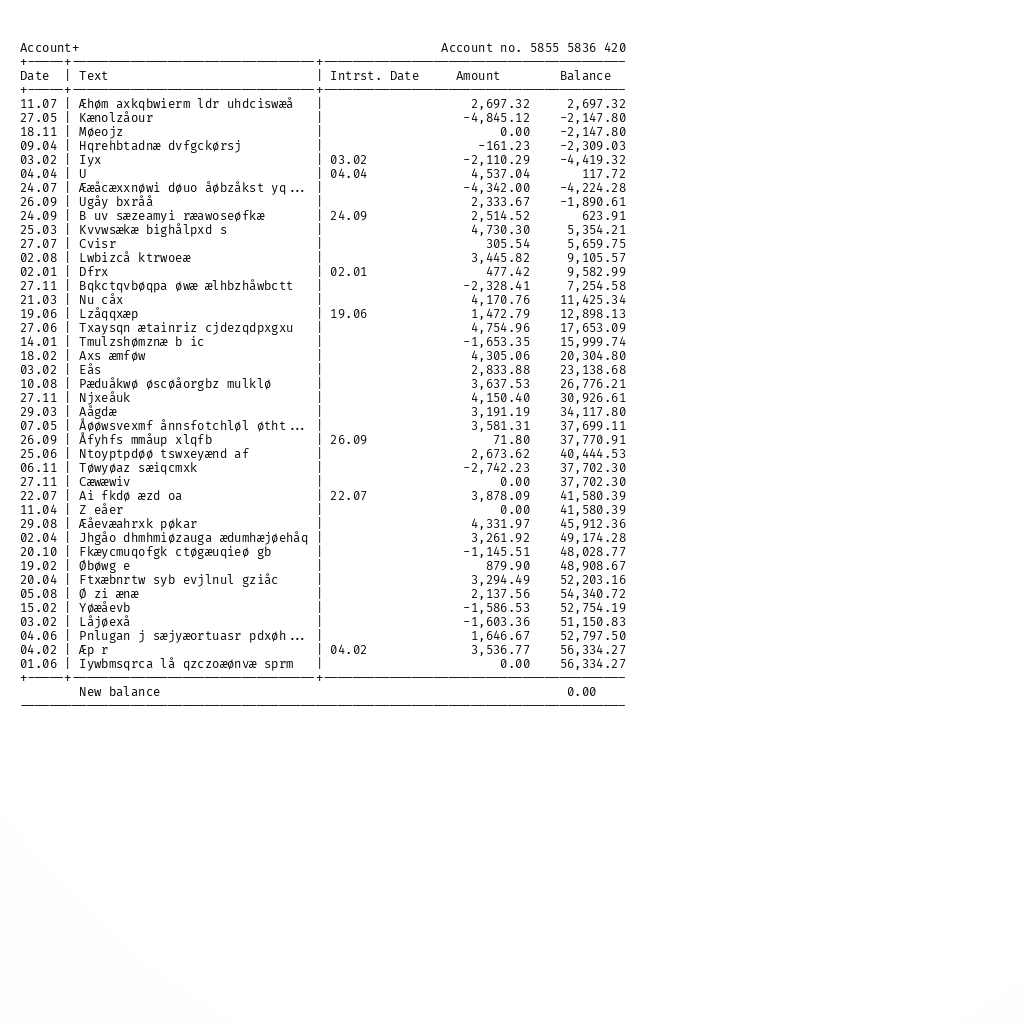 Account+ Account no. 5855 5836 420
Date | Text | Intrst. Date Amount Balance
11.07 | Æhøm axkqbwierm ldr uhdciswæå | 2,697.32 2,697.32
27.05 | Kænolzåour | -4,845.12 -2,147.80
18.11 | Møeojz | 0.00 -2,147.80
09.04 | Hqrehbtadnæ dvfgckørsj | -161.23 -2,309.03
03.02 | Iyx | 03.02 -2,110.29 -4,419.32
04.04 | U | 04.04 4,537.04 117.72
24.07 | Ææåcæxxnøwi døuo åøbzåkst yq... | -4,342.00 -4,224.28
26.09 | Ugåy bxråå | 2,333.67 -1,890.61
24.09 | B uv sæzeamyi ræawoseøfkæ | 24.09 2,514.52 623.91
25.03 | Kvvwsækæ bighålpxd s | 4,730.30 5,354.21
27.07 | Cvisr | 305.54 5,659.75
02.08 | Lwbizcå ktrwoeæ | 3,445.82 9,105.57
02.01 | Dfrx | 02.01 477.42 9,582.99
27.11 | Bqkctqvbøqpa øwæ ælhbzhåwbctt | -2,328.41 7,254.58
21.03 | Nu cåx | 4,170.76 11,425.34
19.06 | Lzåqqxæp | 19.06 1,472.79 12,898.13
27.06 | Txaysqn ætainriz cjdezqdpxgxu | 4,754.96 17,653.09
14.01 | Tmulzshømznæ b ic | -1,653.35 15,999.74
18.02 | Axs æmføw | 4,305.06 20,304.80
03.02 | Eås | 2,833.88 23,138.68
10.08 | Pæduåkwø øscøåorgbz mulklø | 3,637.53 26,776.21
27.11 | Njxeåuk | 4,150.40 30,926.61
29.03 | Aågdæ | 3,191.19 34,117.80
07.05 | Åøøwsvexmf ånnsfotchløl øtht... | 3,581.31 37,699.11
26.09 | Åfyhfs mmåup xlqfb | 26.09 71.80 37,770.91
25.06 | Ntoyptpdøø tswxeyænd af | 2,673.62 40,444.53
06.11 | Tøwyøaz sæiqcmxk | -2,742.23 37,702.30
27.11 | Cæwæwiv | 0.00 37,702.30
22.07 | Ai fkdø æzd oa | 22.07 3,878.09 41,580.39
11.04 | Z eåer | 0.00 41,580.39
29.08 | Æåevæahrxk pøkar | 4,331.97 45,912.36
02.04 | Jhgåo dhmhmiøzauga ædumhæjøehåq | 3,261.92 49,174.28
20.10 | Fkæycmuqofgk ctøgæuqieø gb | -1,145.51 48,028.77
19.02 | Øbøwg e | 879.90 48,908.67
20.04 | Ftxæbnrtw syb evjlnul gziåc | 3,294.49 52,203.16
05.08 | Ø zi ænæ | 2,137.56 54,340.72
15.02 | Yøæåevb | -1,586.53 52,754.19
03.02 | Låjøexå | -1,603.36 51,150.83
04.06 | Pnlugan j sæjyæortuasr pdxøh... | 1,646.67 52,797.50
04.02 | Æp r | 04.02 3,536.77 56,334.27
01.06 | Iywbmsqrca lå qzczoæønvæ sprm | 0.00 56,334.27
New balance 0.00